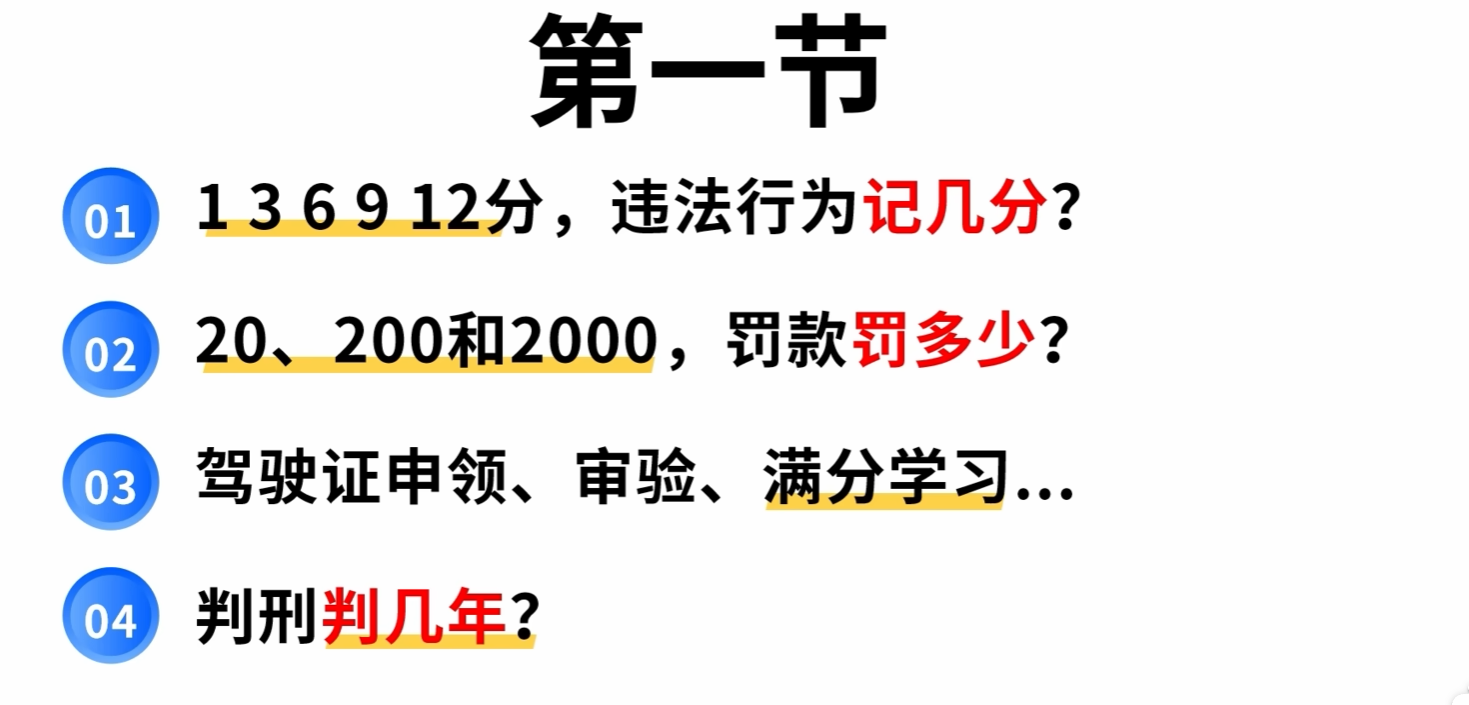 第一节
01 1 3 6 9 12分，违法行为记几分？
02 20、200和2000，罚款罚多少？
03 驾驶证申领、审验、满分学习...
04 判刑判几年？